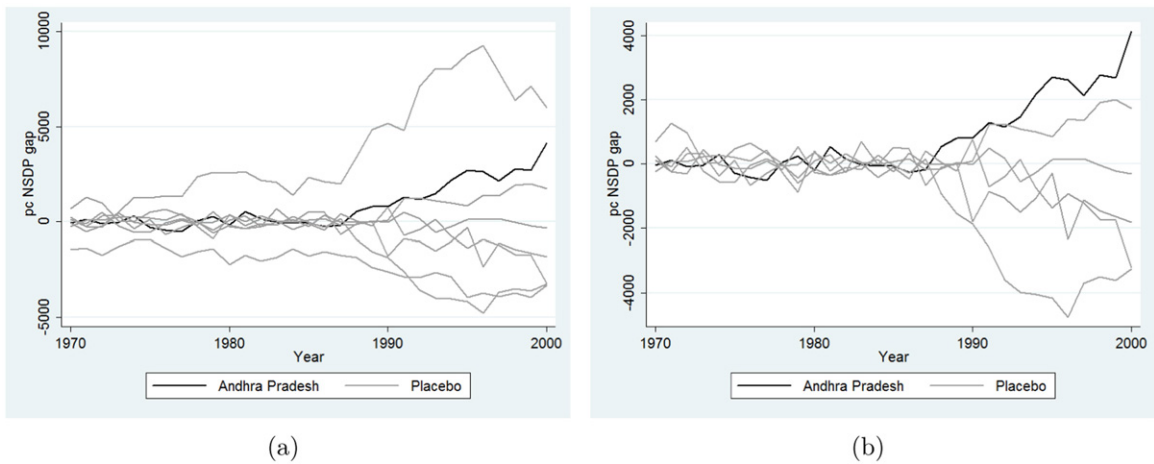 10000
5000
0
-5000
pc NSDP gap
1970 1980 1990 2000
Year
Andhra Pradesh Placebo
(a)
4000
2000
0
-2000
-4000
pc NSDP gap
1970 1980 1990 2000
Year
Andhra Pradesh Placebo
(b)